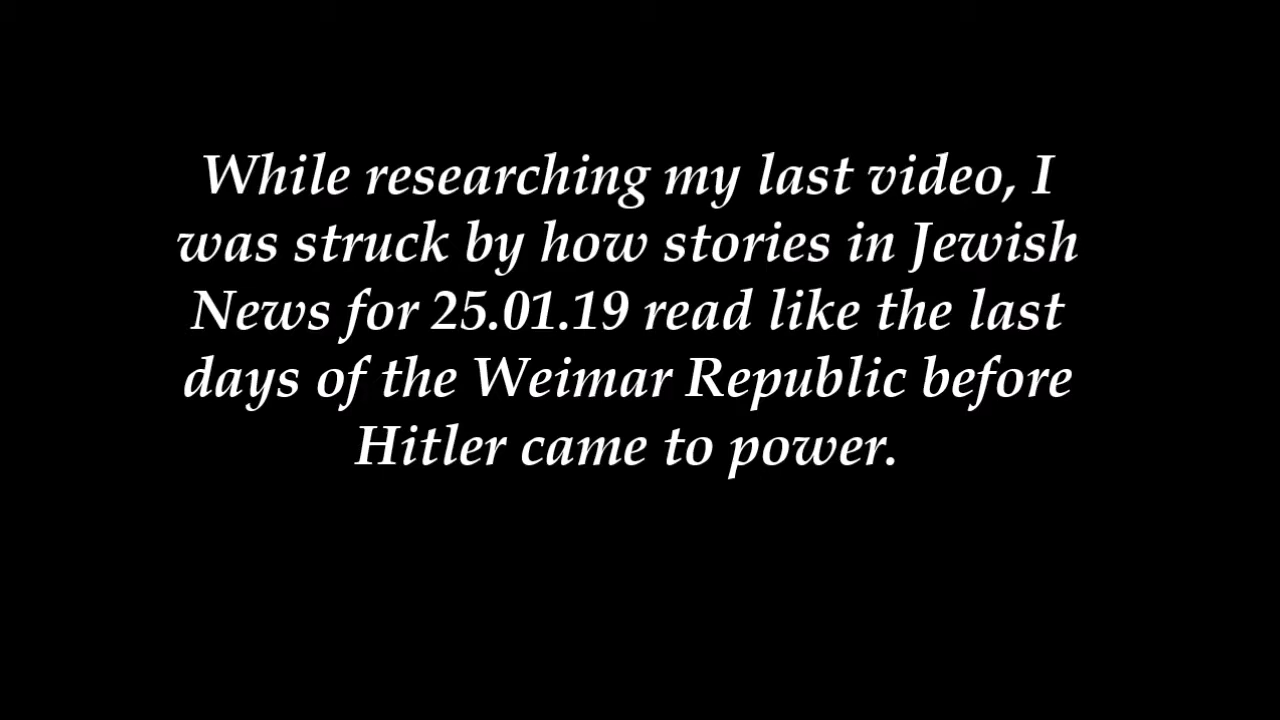 While researching my last video, I
was struck by how stories in Jewish
News for 25.01.19 read like the last
days of the Weimar Republic before
Hitler came to power.